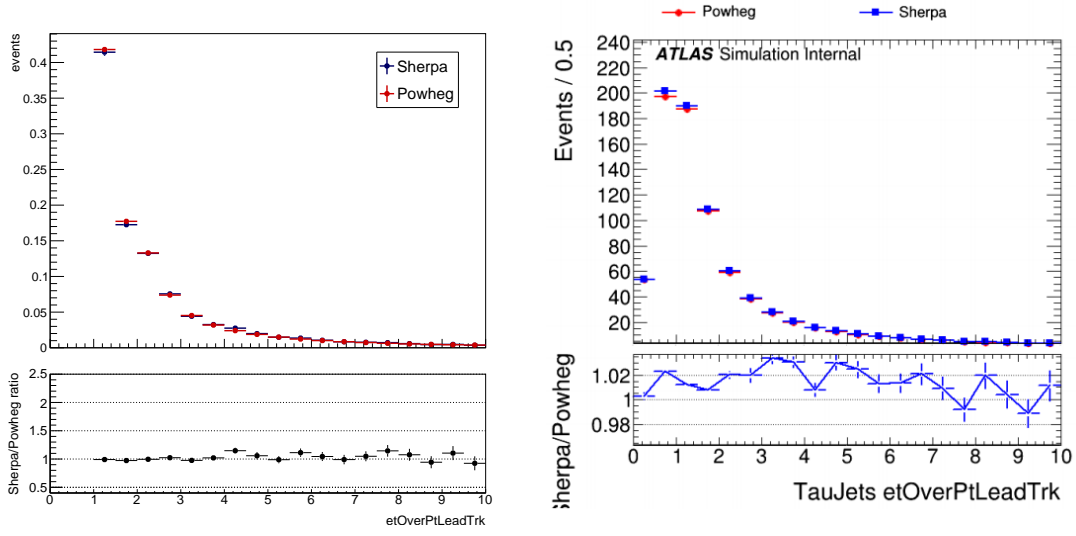 events
0.4
0.35
0.3
0.25
0.2
0.15
0.1
0.05
0
Sherpa
Powheg
Sherpa/Powheg ratio
2.5
2
1.5
1
0.5
0 1 2 3 4 5 6 7 8 9 10
etOverPtLeadTrk
Powheg Sherpa
ATLAS Simulation Internal
Events / 0.5
240
220
200
180
160
140
120
100
80
60
40
20
Sherpa/Powheg
1.02
1
0.98
0 1 2 3 4 5 6 7 8 9 10
TauJets etOverPtLeadTrk